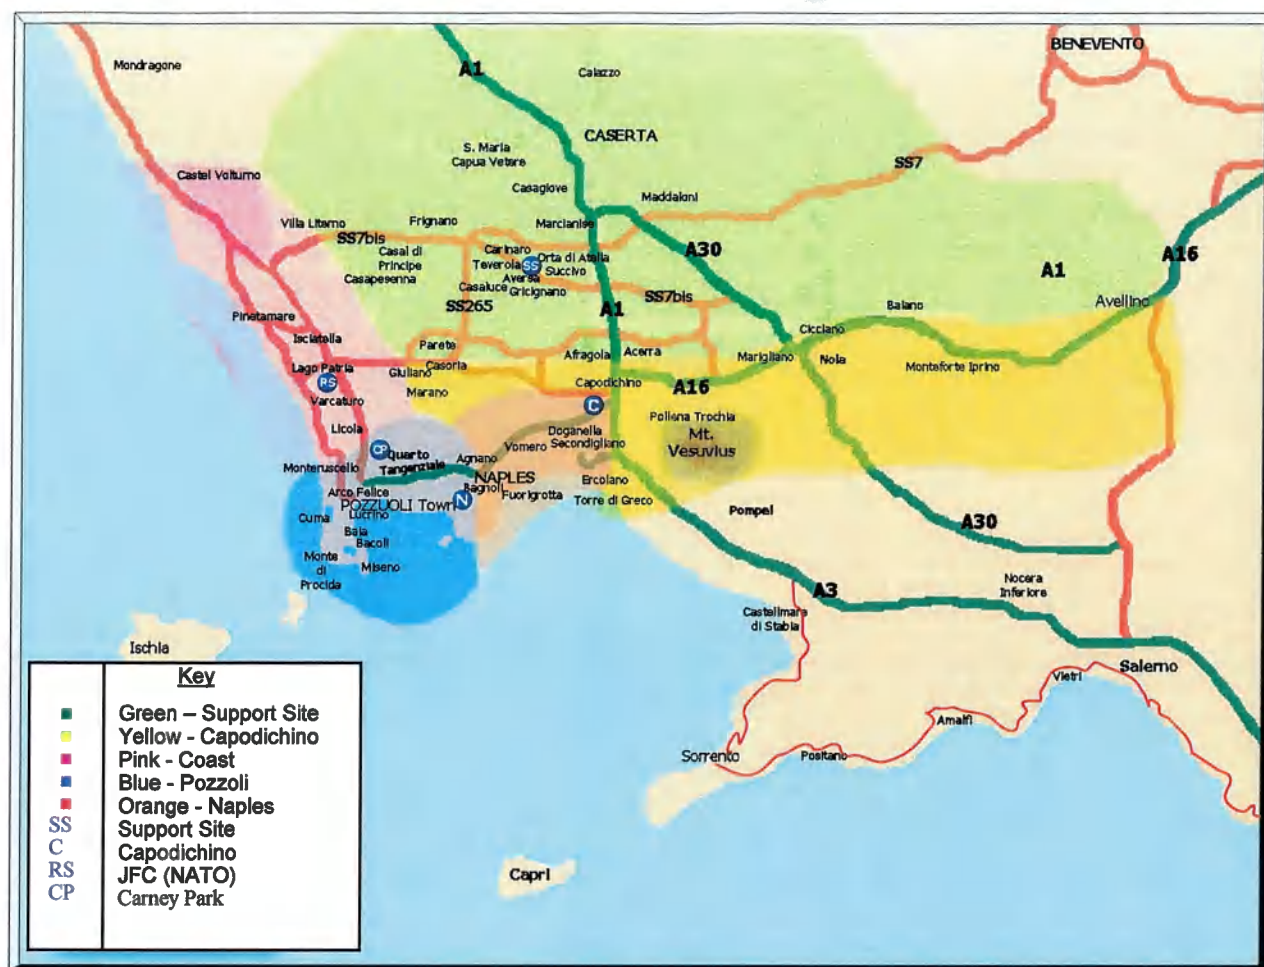 BENEVENTO
Mondragone
A1
Calazzo
CASERTA
S. Maria
Capua Vetere
SS7
Castel Volturno
Casagiove
Maddaloni
Villa Literno
Frignano
Marcianise
SS7bis
Casal di
Principe
Casapesenna
Carinaro
Teverola
SS
Orta di Atella
Succivo
Aversa
Gricignano
Casaluce
A30
A16
A1
SS265
A1
SS7bis
Avellino
Baiano
Pinetamare
Cicciano
Isclatella
Parete
Afragola
Acerra
Marigliano
Nola
Monteforte Iprino
Lago Patria
RS
Giuliano
Casoria
Capodichino
A16
Marano
Varcaturo
C
Pollena Trochia
Licola
Doganella
Secondigliano
Mt.
Vesuvius
CP
Quarto
Vomero
Agnano
Monteruscello
Tangenziale
NAPLES
Ercolano
Arco Felice
Bagnoli
Fuorigrotta
Torre di Greco
POZZUOLI Town
N
Pompei
Cuma
Lucrino
A30
Baia
Bacoli
Monte
di
Procida
Miseno
Nocera
Inferiore
A3
Castellmare
di Stabia
Ischia
Salerno
Vietri
Amalfi
Sorrento
Positano
Capri
Key
Green – Support Site
Yellow - Capodichino
Pink - Coast
Blue - Pozzoli
Orange - Naples
SS Support Site
C Capodichino
RS JFC (NATO)
CP Carney Park